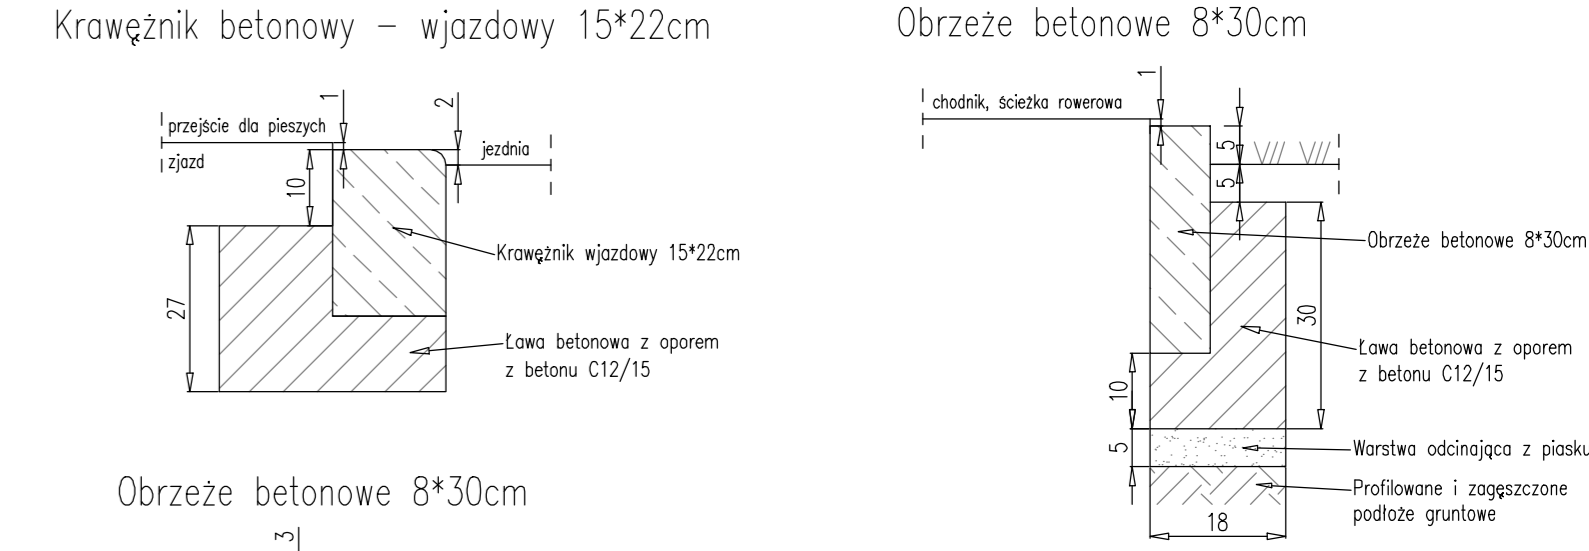 Krawężnik betonowy – wjazdowy 15*22cm
1
2
przejście dla pieszych
zjazd
jezdnia
10
27
Krawężnik wjazdowy 15*22cm
Ława betonowa z oporem
z betonu C12/15
Obrzeże betonowe 8*30cm
3
Obrzeże betonowe 8*30cm
1
chodnik, ścieżka rowerowa
5
5
Obrzeże betonowe 8*30cm
30
Ława betonowa z oporem
z betonu C12/15
10
5
Warstwa odcinająca z piasku
Profilowane i zagęszczone
podłoże gruntowe
18